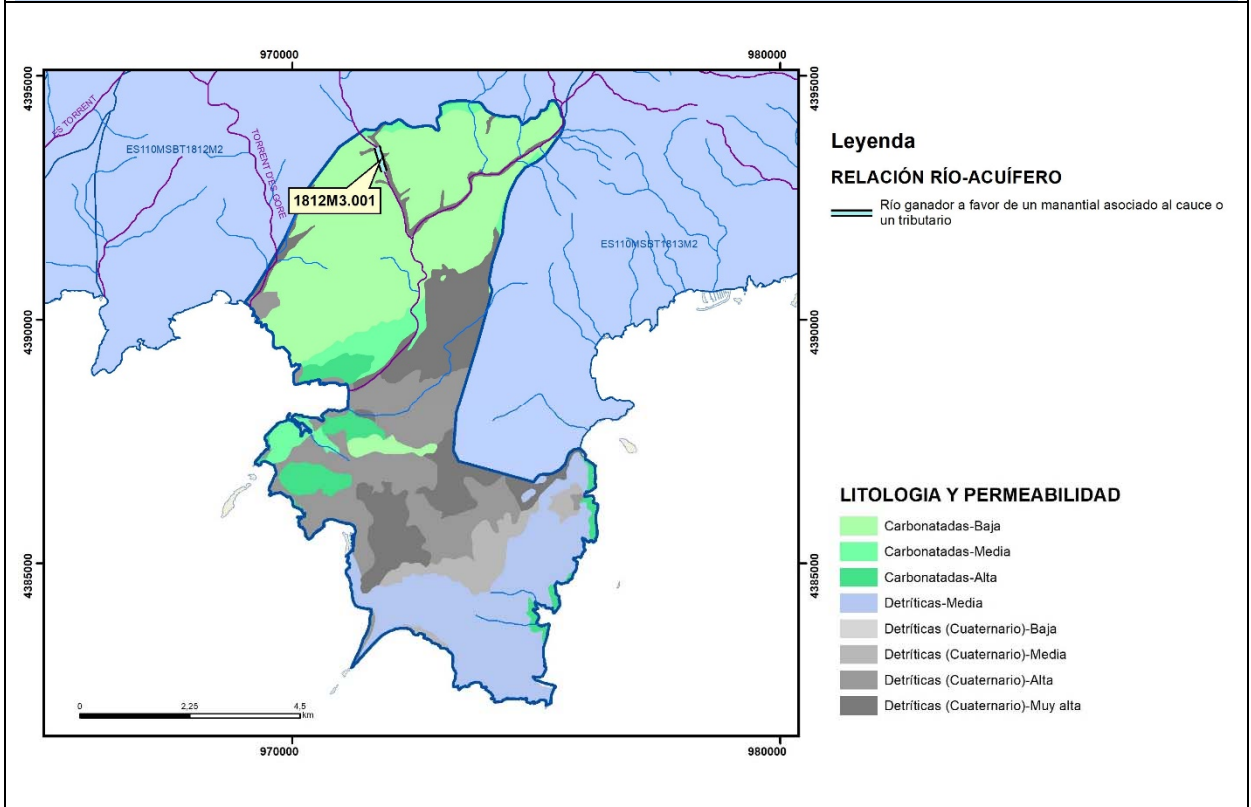 970000
980000
4395000
4395000
ES TORRENT
TORRENT D'ES GORE
ES110MSBT1812M2
1812M3.001
ES110MSBT1813M2
4390000
4390000
4385000
4385000
0
2,25
4,5
km
970000
980000
Leyenda
RELACIÓN RÍO-ACUÍFERO
Río ganador a favor de un manantial asociado al cauce o
un tributario
LITOLOGIA Y PERMEABILIDAD
Carbonatadas-Baja
Carbonatadas-Media
Carbonatadas-Alta
Detríticas-Media
Detríticas (Cuaternario)-Baja
Detríticas (Cuaternario)-Media
Detríticas (Cuaternario)-Alta
Detríticas (Cuaternario)-Muy alta